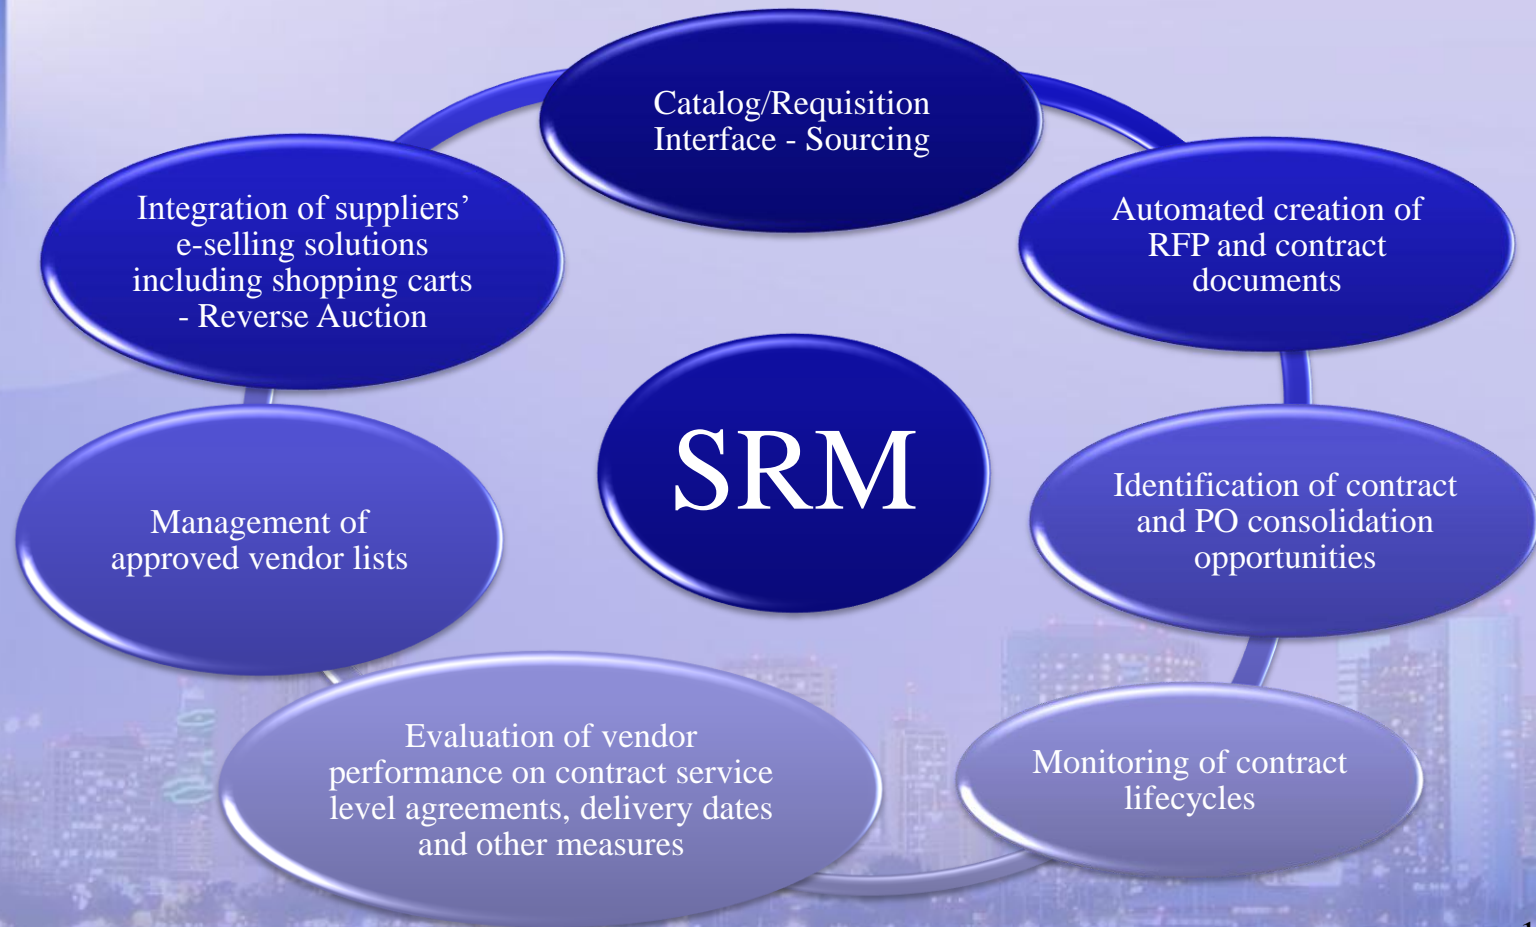 Catalog/Requisition
Interface - Sourcing
Automated creation of
RFP and contract
documents
Identification of contract
and PO consolidation
opportunities
Monitoring of contract
lifecycles
Evaluation of vendor
performance on contract service
level agreements, delivery dates
and other measures
Management of
approved vendor lists
Integration of suppliers’
e-selling solutions
including shopping carts
- Reverse Auction
SRM